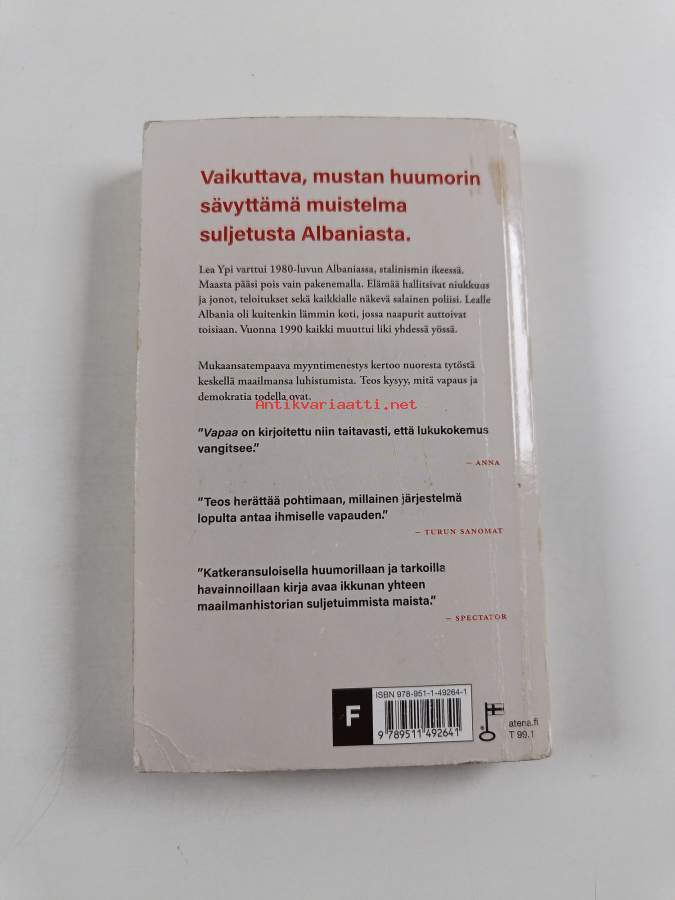 Vaikuttava, mustan huumorin
sävyttämä muistelma
suljetusta Albaniasta.
Lea Ypi varttui 1980-luvun Albaniassa, stalinismin ikeessä.
Maasta pääsi pois vain pakenemalla. Elämää hallitsivat niukkuus
ja jonot, teloitukset sekä kaikkialle näkevä salainen poliisi. Lealle
Albania oli kuitenkin lämmin koti, jossa naapurit auttoivat
toisiaan. Vuonna 1990 kaikki muuttui liki yhdessä yössä.
Mukaansatempaava myyntimenestys kertoo nuoresta tytöstä
keskellä maailmansa luhistumista. Teos kysyy, mitä vapaus ja
demokratia todella ovat.
Antikvariaatti.net
”Vapaa on kirjoitettu niin taitavasti, että lukukokemus
vangitsee.”
– ANNA
”Teos herättää pohtimaan, millainen järjestelmä
lopulta antaa ihmiselle vapauden.”
– TURUN SANOMAT
”Katkeransuloisella huumorillaan ja tarkoilla
havainnoillaan kirja avaa ikkunan yhteen
maailmanhistorian suljetuimmista maista.”
– SPECTATOR
F
ISBN 978-951-1-49264-1
9 789511 492641
atena.fi
T 99.1